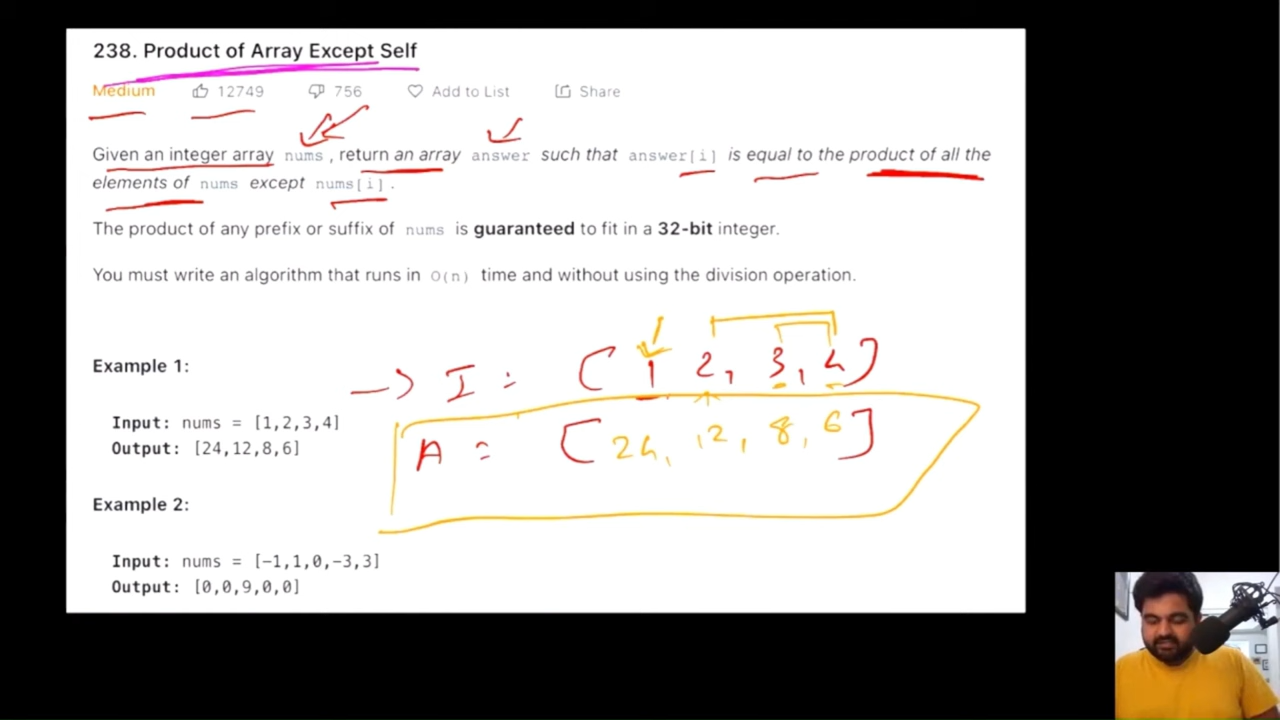 238. Product of Array Except Self
Medium 12749 756 Add to List Share
Given an integer array nums, return an array answer such that answer[i] is equal to the product of all the
elements of nums except nums[i].
The product of any prefix or suffix of nums is guaranteed to fit in a 32-bit integer.
You must write an algorithm that runs in O(n) time and without using the division operation.
Example 1:
I = [ 1 2, 3, 4 ]
Input: nums = [1,2,3,4]
Output: [24,12,8,6]
A = [ 24, 12, 8, 6 ]
Example 2:
Input: nums = [-1,1,0,-3,3]
Output: [0,0,9,0,0]